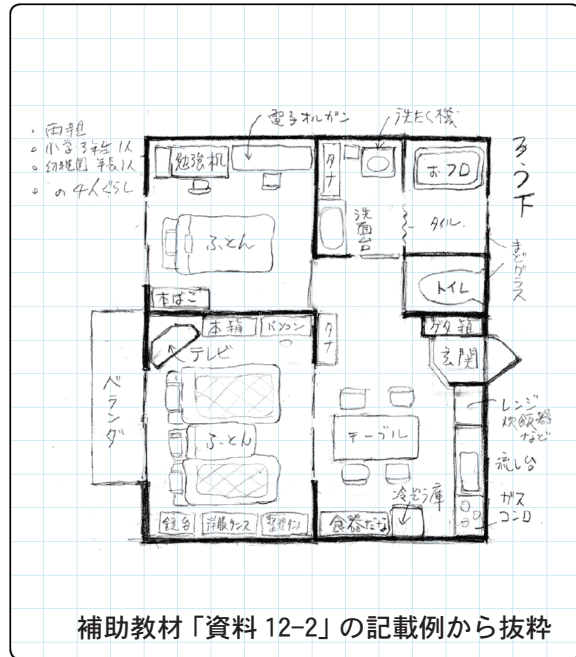 ・両親
・小学3年生 1人
・幼稚園 年長 1人
・の4人ぐらし
電子オルガン
洗たく機
勉強机
タナ
おフロ
ろう下
洗面台
タイル
まどガラス
ふとん
トイレ
本ばこ
本箱
パソコン
タナ
ゲタ箱
玄関
テレビ
ベランダ
レンジ
炊飯器
など
テーブル
ふとん
流し台
冷ぞう庫
ガス
コンロ
鏡台
洋服タンス
整理タンス
食器だな
補助教材「資料 12-2」の記載例から抜粋